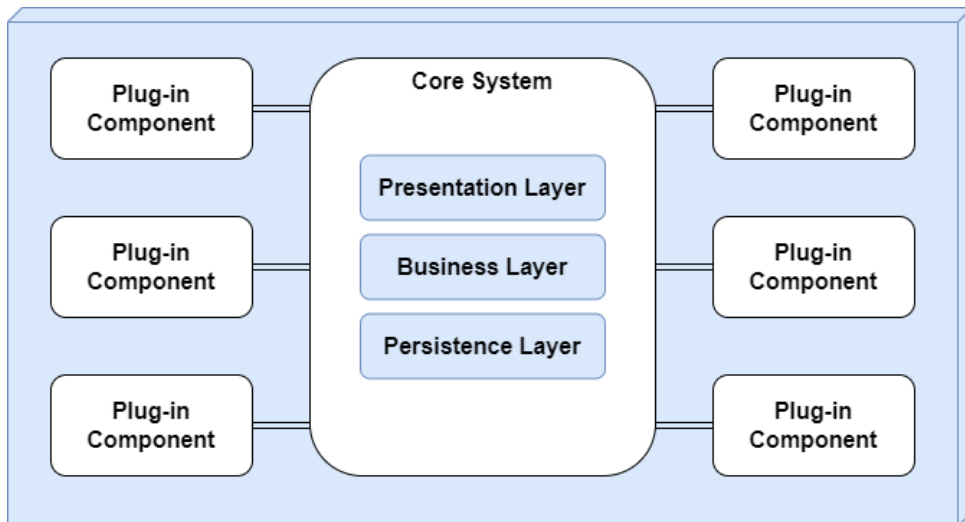 Plug-in
Component
Core System
Plug-in
Component
Presentation Layer
Plug-in
Component
Business Layer
Plug-in
Component
Persistence Layer
Plug-in
Component
Plug-in
Component